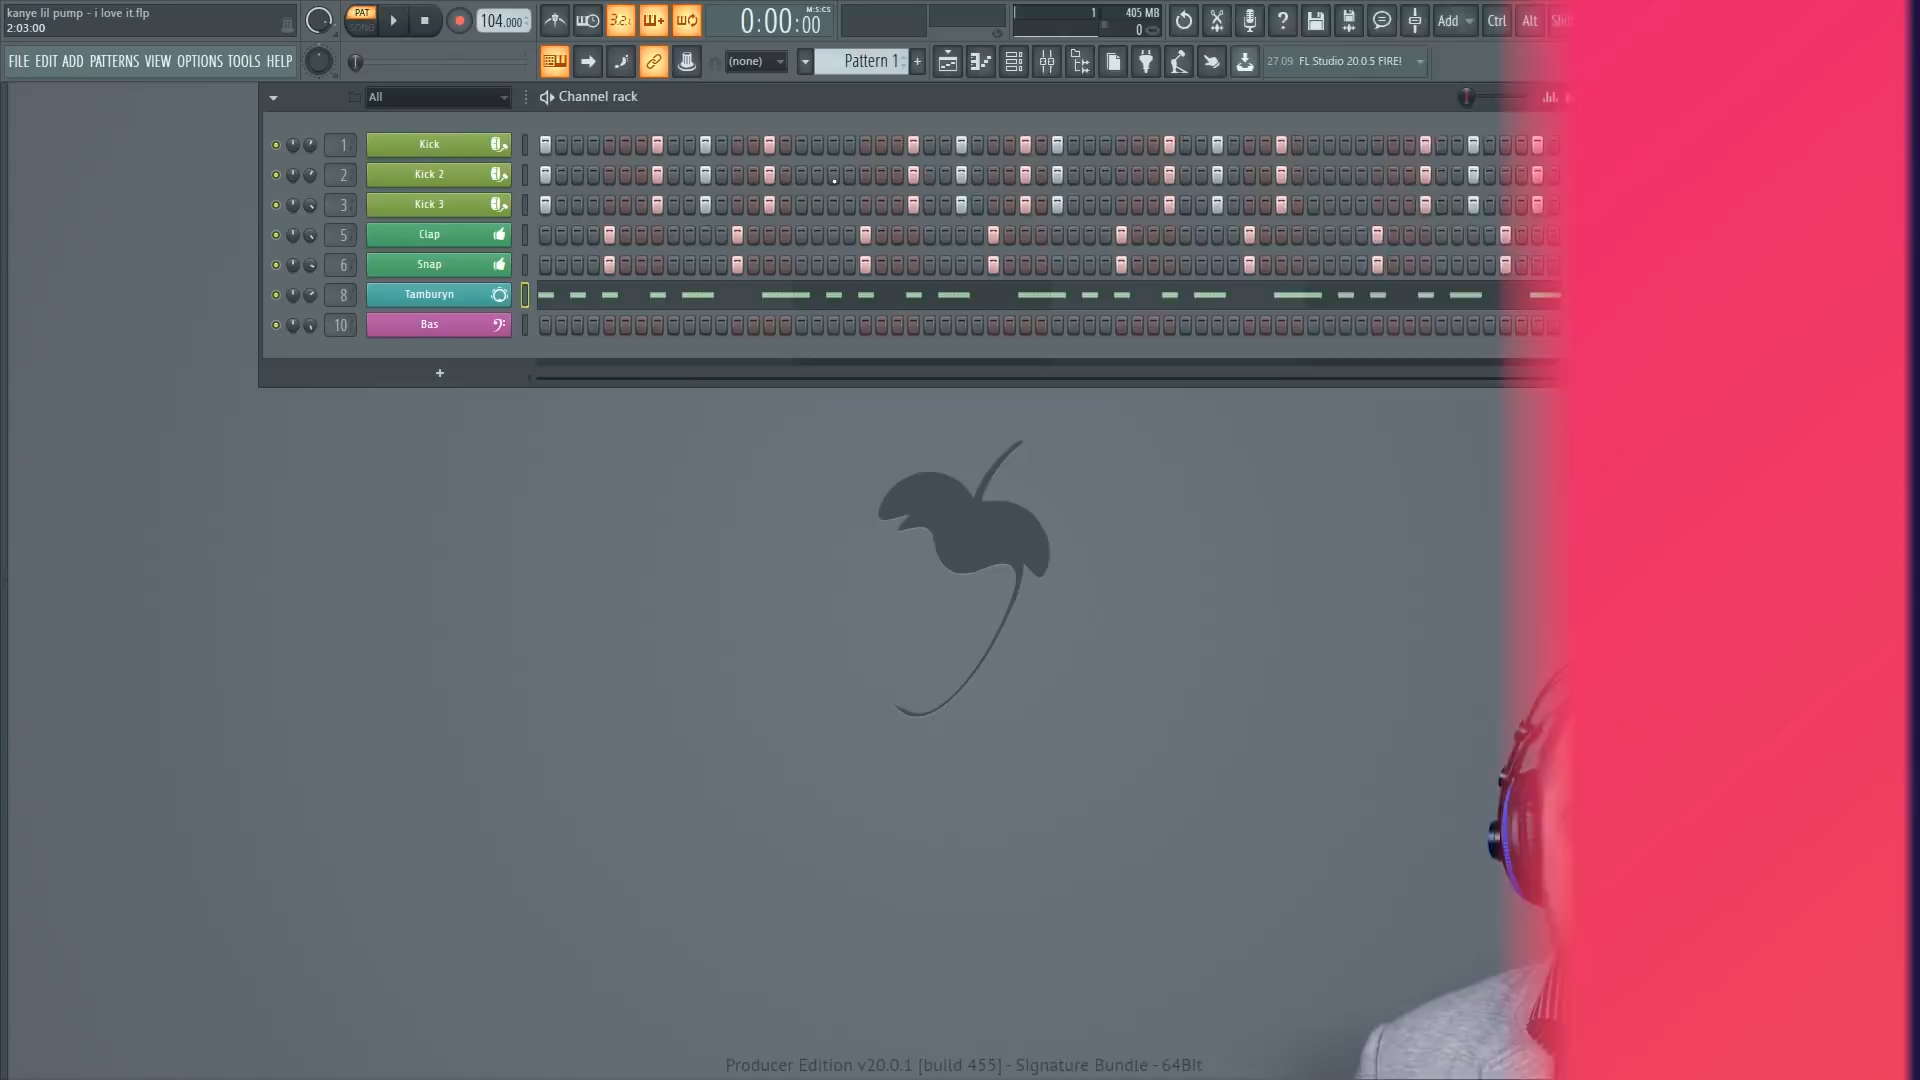 kanye lil pump - i love it.flp
2:03:00
PAT
SONG
104.000
3.2.
0:00:00
M:S:CS
1
405 MB
0
Add
Ctrl
Alt
FILE EDIT ADD PATTERNS VIEW OPTIONS TOOLS HELP
(none)
Pattern 1
+
27.09 FL Studio 20.0.5 FIRE!
All
Channel rack
1 Kick
2 Kick 2
3 Kick 3
5 Clap
6 Snap
8 Tamburyn
10 Bas
+
Producer Edition v20.0.1 [build 455] - Signature Bundle - 64Bit